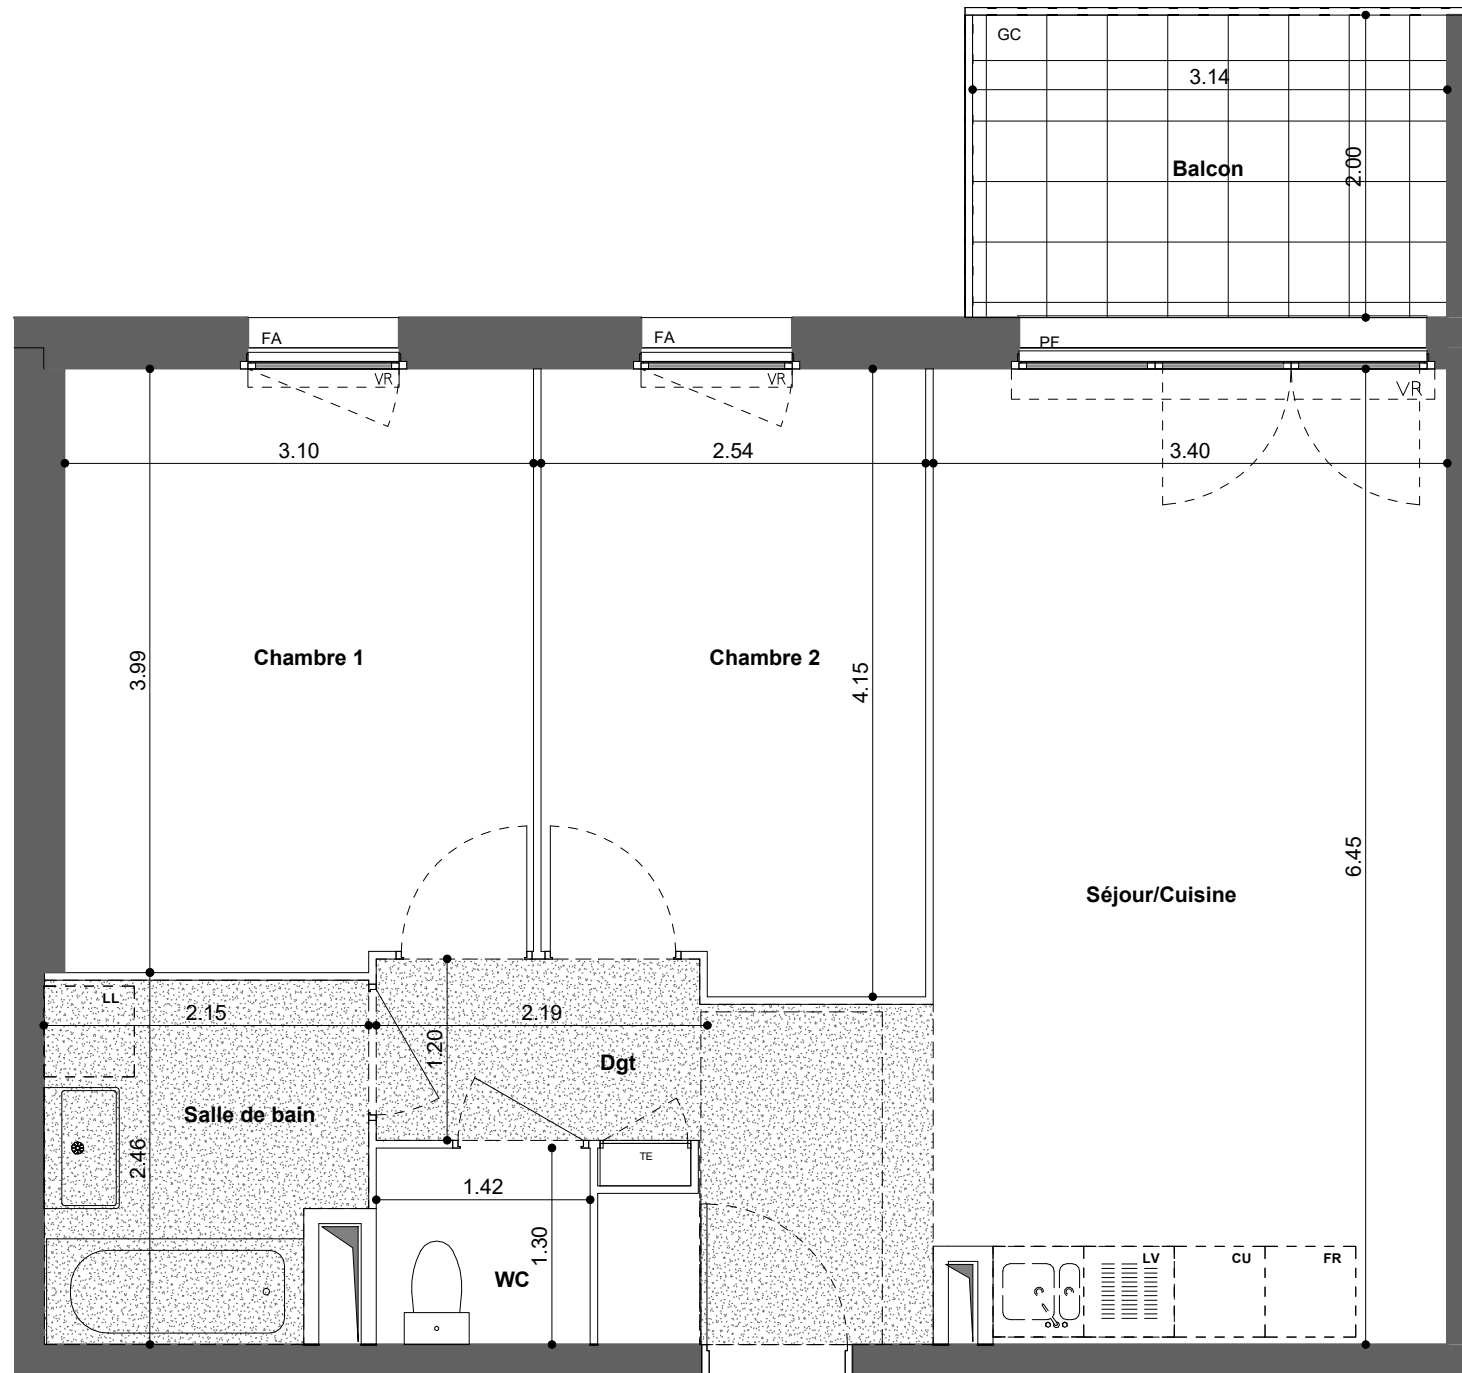 GC
3.14
Balcon
2.00
FA
FA
PF
VR
VR
VR
3.10
2.54
3.40
Chambre 1
Chambre 2
3.99
4.15
6.45
Séjour/Cuisine
LL
2.15
2.19
1.20
Dgt
Salle de bain
2.46
TE
1.42
1.30
WC
LV
CU
FR